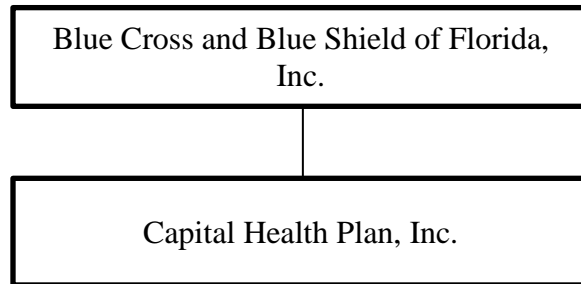 Blue Cross and Blue Shield of Florida,
Inc.
Capital Health Plan, Inc.